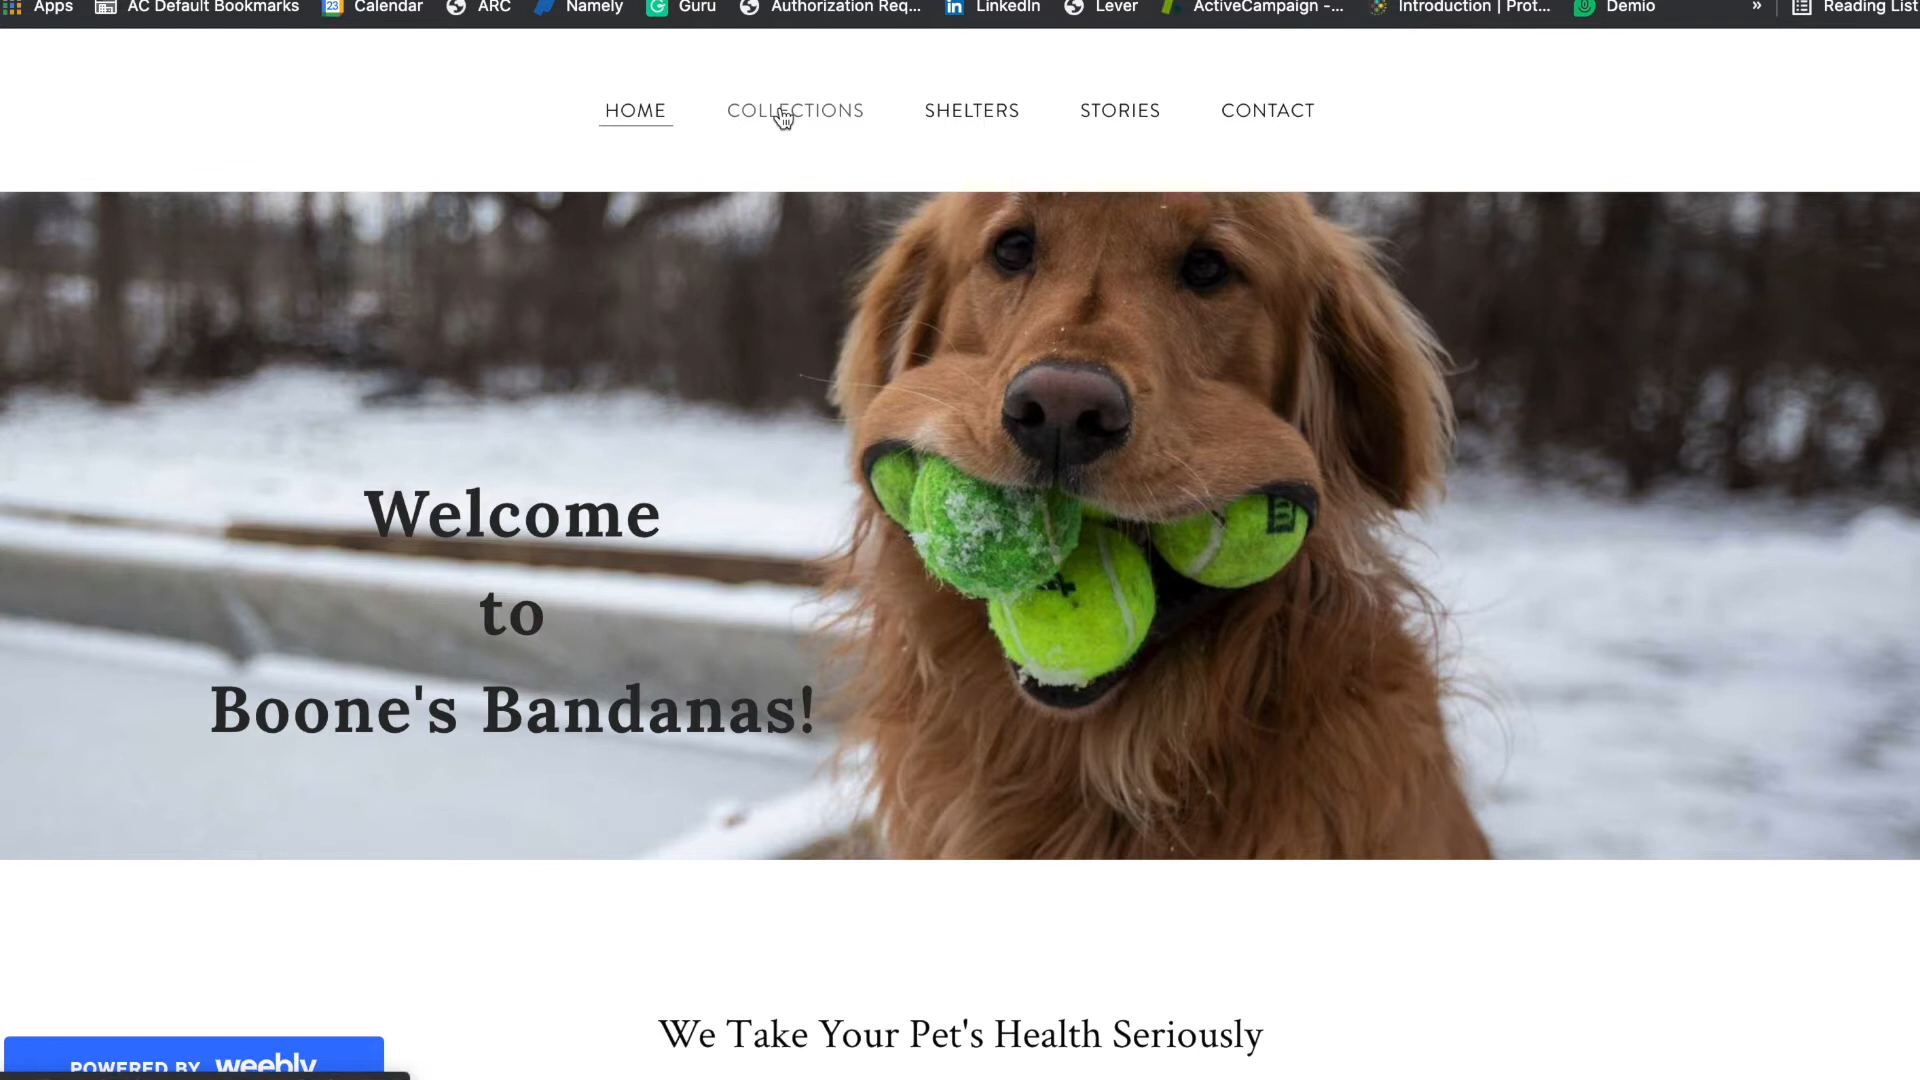 Apps AC Default Bookmarks 23 Calendar ARC Namely Guru Authorization Req... LinkedIn Lever ActiveCampaign -... Introduction | Prot... Demio » Reading List
HOME COLLECTIONS SHELTERS STORIES CONTACT
Welcome
to
Boone's Bandanas!
We Take Your Pet's Health Seriously
POWERED BY weebly